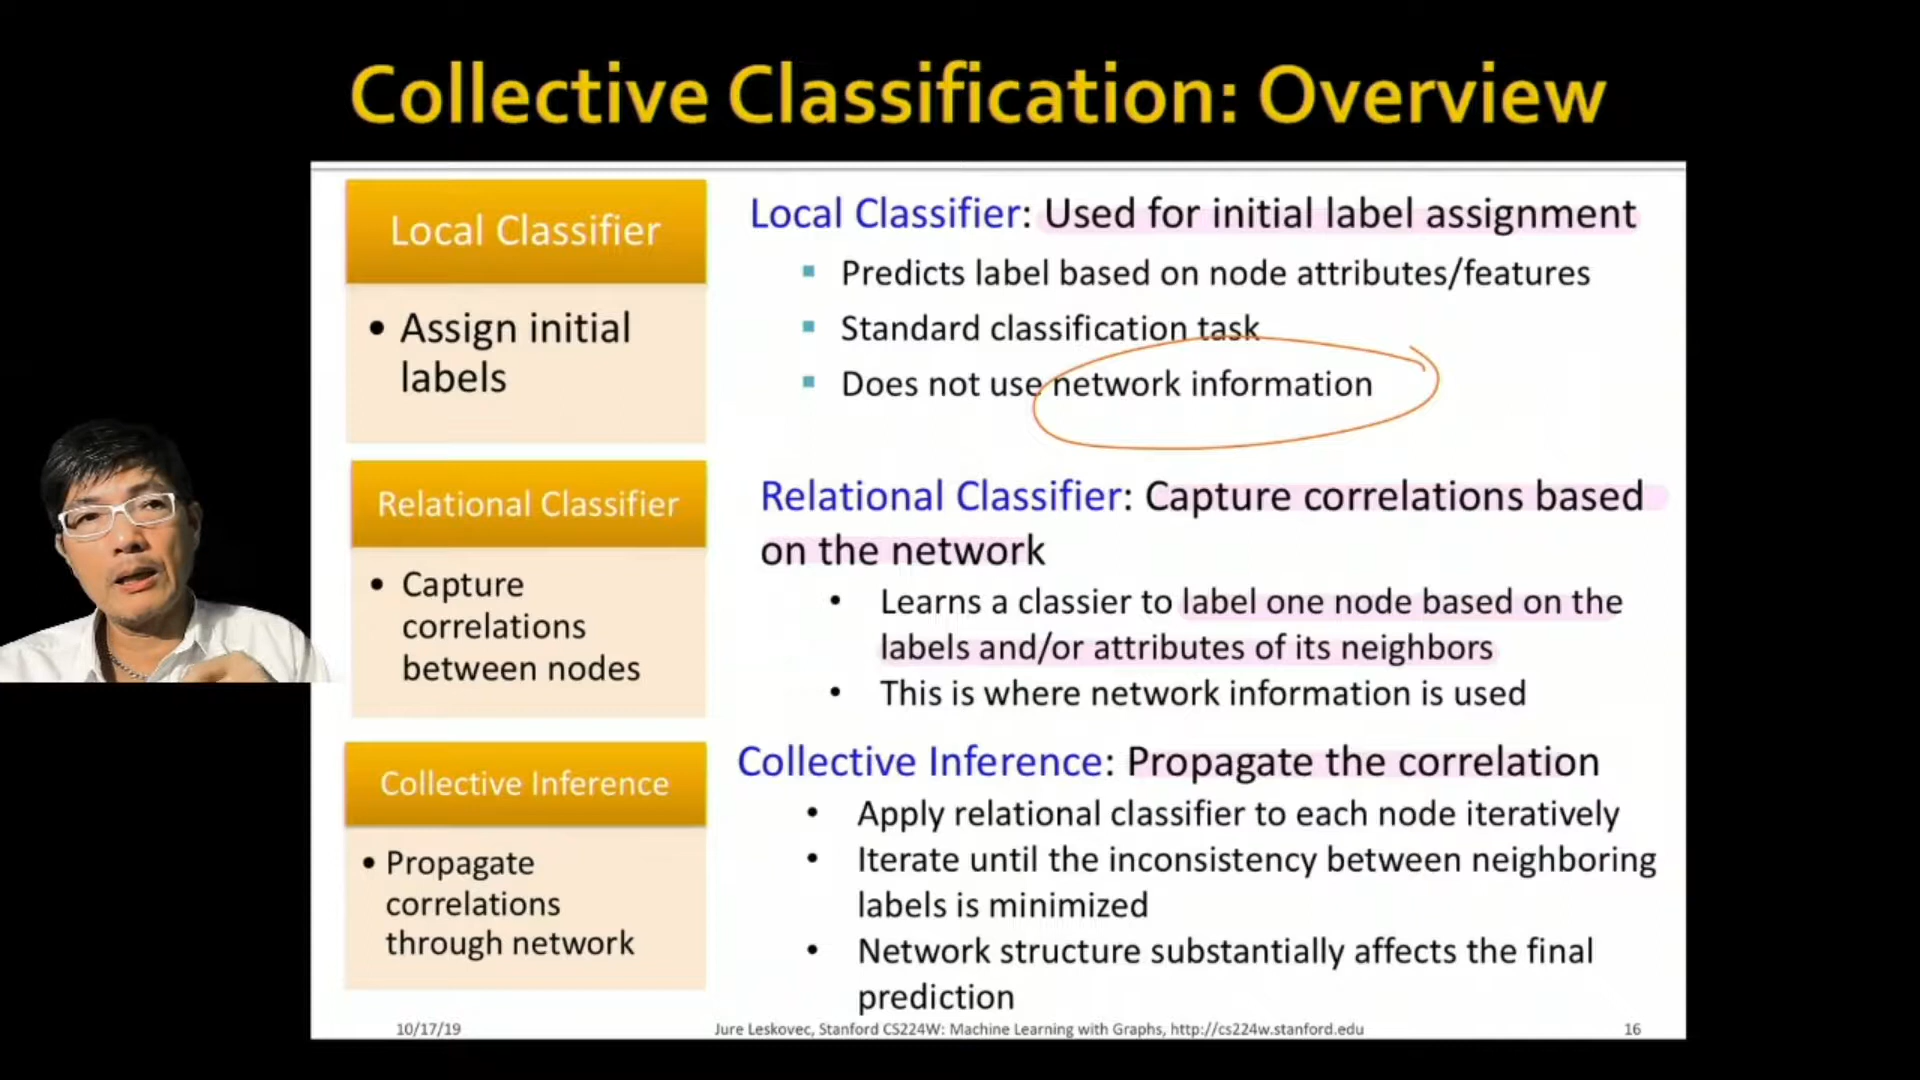 Collective Classification: Overview
Local Classifier
• Assign initial
labels
Local Classifier: Used for initial label assignment
▪ Predicts label based on node attributes/features
▪ Standard classification task
▪ Does not use network information
Relational Classifier
• Capture
correlations
between nodes
Relational Classifier: Capture correlations based
on the network
• Learns a classier to label one node based on the
labels and/or attributes of its neighbors
• This is where network information is used
Collective Inference
• Propagate
correlations
through network
Collective Inference: Propagate the correlation
• Apply relational classifier to each node iteratively
• Iterate until the inconsistency between neighboring
labels is minimized
• Network structure substantially affects the final
prediction
10/17/19
Jure Leskovec, Stanford CS224W: Machine Learning with Graphs, http://cs224w.stanford.edu
16